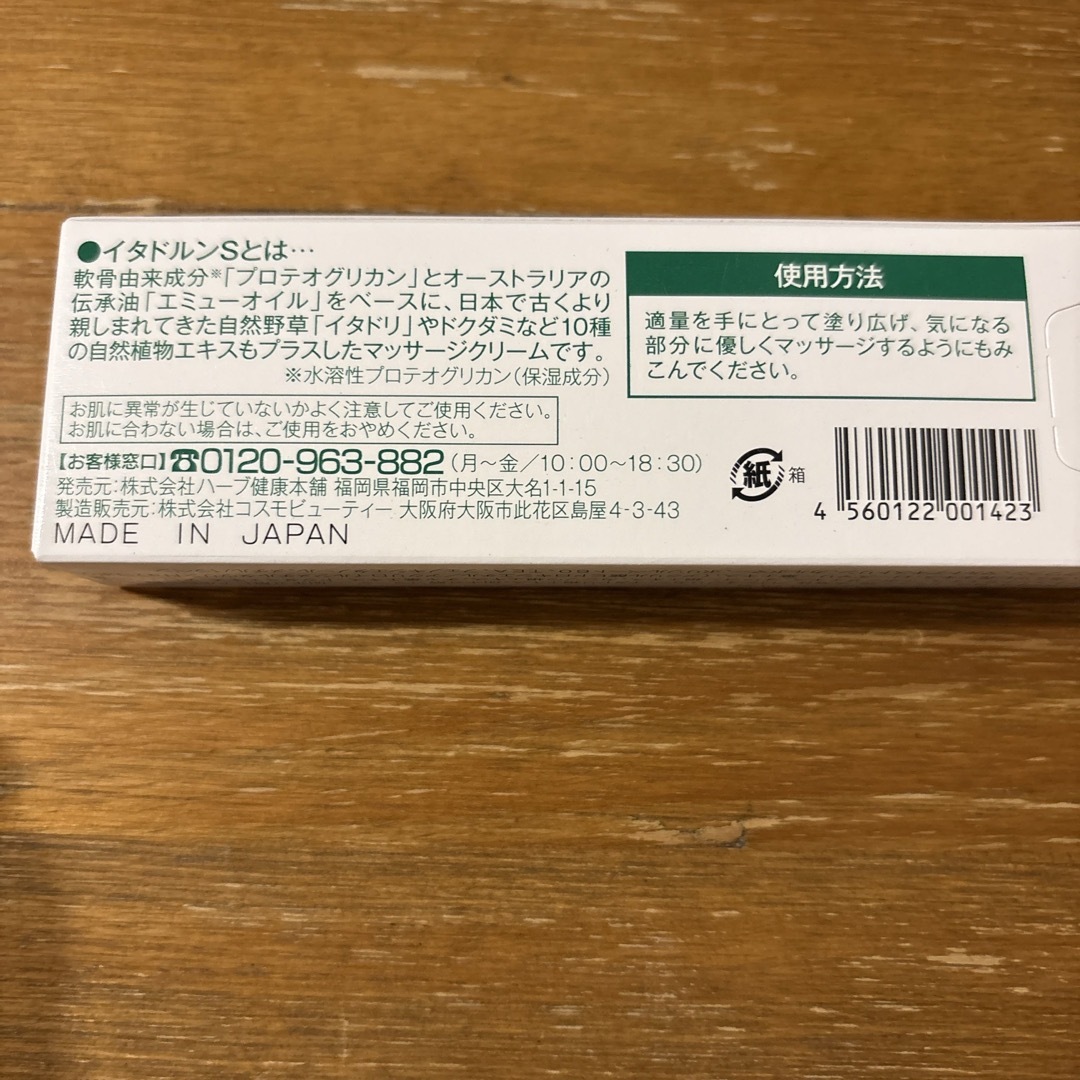 ●イタドルンSとは…
軟骨由来成分※「プロテオグリカン」とオーストラリアの
伝承油「エミューオイル」をベースに、日本で古くより
親しまれてきた自然野草「イタドリ」やドクダミなど10種
の自然植物エキスもプラスしたマッサージクリームです。
※水溶性プロテオグリカン(保湿成分)
お肌に異常が生じていないかよく注意してご使用ください。
お肌に合わない場合は、ご使用をおやめください。
【お客様窓口】☎0120-963-882(月〜金/10:00〜18:30)
発売元:株式会社ハーブ健康本舗 福岡県福岡市中央区大名1-1-15
製造販売元:株式会社コスモビューティー 大阪府大阪市此花区島屋4-3-43
MADE IN JAPAN
使用方法
適量を手にとって塗り広げ、気になる
部分に優しくマッサージするようにもみ
こんでください。
紙 箱
4 560122 001423